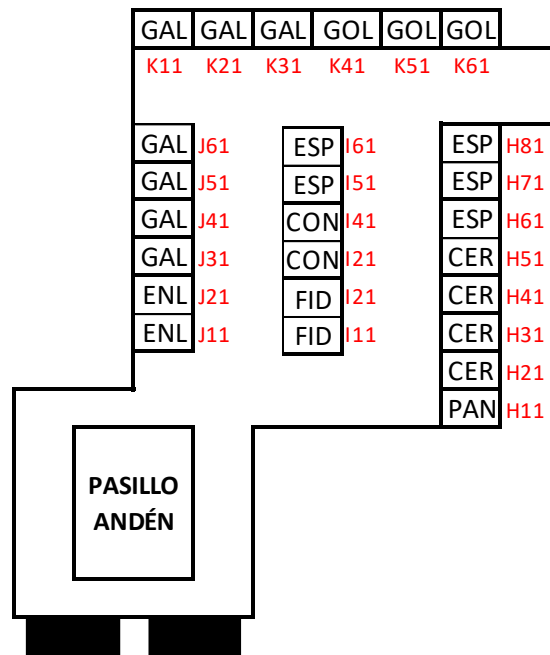 GAL GAL GAL GOL GOL GOL
K11 K21 K31 K41 K51 K61
GAL J61 ESP I61 ESP H81
GAL J51 ESP I51 ESP H71
GAL J41 CON I41 ESP H61
GAL J31 CON I21 CER H51
ENL J21 FID I21 CER H41
ENL J11 FID I11 CER H31
CER H21
PAN H11
PASILLO
ANDÉN